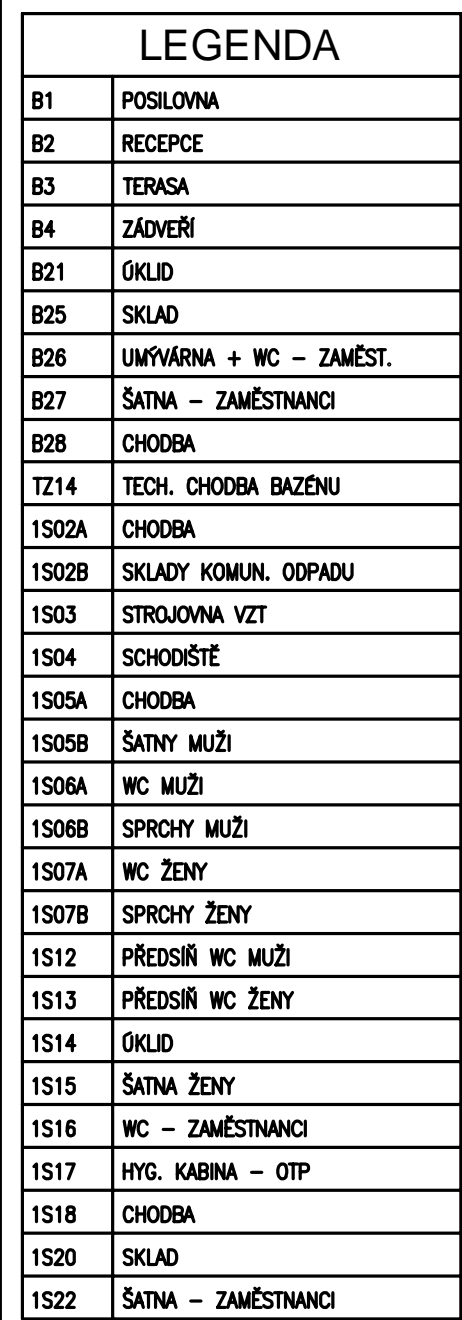 LEGENDA
B1 POSILOVNA
B2 RECEPCE
B3 TERASA
B4 ZÁDVEŘÍ
B21 ÚKLID
B25 SKLAD
B26 UMÝVÁRNA + WC – ZAMĚST.
B27 ŠATNA – ZAMĚSTNANCI
B28 CHODBA
TZ14 TECH. CHODBA BAZÉNU
1S02A CHODBA
1S02B SKLADY KOMUN. ODPADU
1S03 STROJOVNA VZT
1S04 SCHODIŠTĚ
1S05A CHODBA
1S05B ŠATNY MUŽI
1S06A WC MUŽI
1S06B SPRCHY MUŽI
1S07A WC ŽENY
1S07B SPRCHY ŽENY
1S12 PŘEDSÍŇ WC MUŽI
1S13 PŘEDSÍŇ WC ŽENY
1S14 ÚKLID
1S15 ŠATNA ŽENY
1S16 WC – ZAMĚSTNANCI
1S17 HYG. KABINA – OTP
1S18 CHODBA
1S20 SKLAD
1S22 ŠATNA – ZAMĚSTNANCI